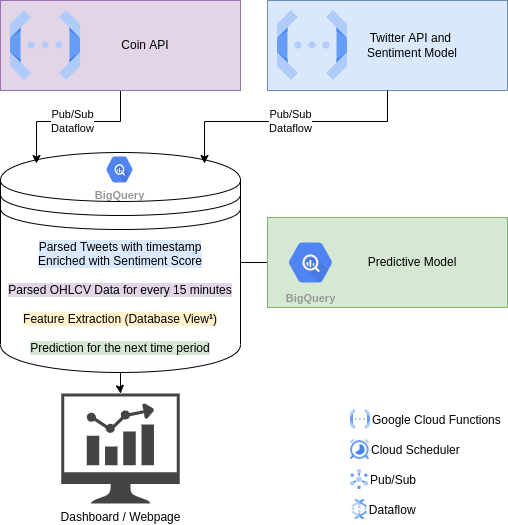 Coin API
Twitter API and
Sentiment Model
Pub/Sub
Dataflow
Pub/Sub
Dataflow
BigQuery
Parsed Tweets with timestamp
Enriched with Sentiment Score
Parsed OHLCV Data for every 15 minutes
Feature Extraction (Database View¹)
Prediction for the next time period
Predictive Model
BigQuery
Dashboard / Webpage
Google Cloud Functions
Cloud Scheduler
Pub/Sub
Dataflow